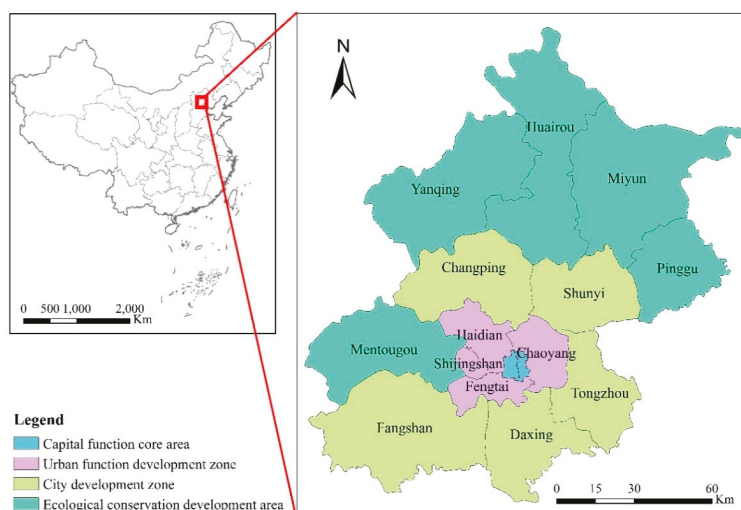 N
Huairou
Miyun
Yanqing
Pinggu
Changping
Shunyi
Haidian
Chaoyang
Mentougou
Shijingshan
Fengtai
Tongzhou
Fangshan
Daxing
0 500 1,000 2,000
Km
Legend
Capital function core area
Urban function development zone
City development zone
Ecological conservation development area
0 15 30 60
Km